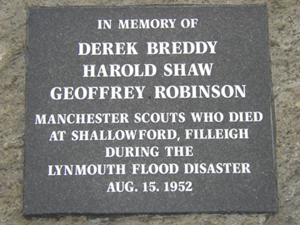 IN MEMORY OF
DEREK BREDDY
HAROLD SHAW
GEOFFREY ROBINSON
MANCHESTER SCOUTS WHO DIED
AT SHALLOWFORD, FILLEIGH
DURING THE
LYNMOUTH FLOOD DISASTER
AUG. 15. 1952